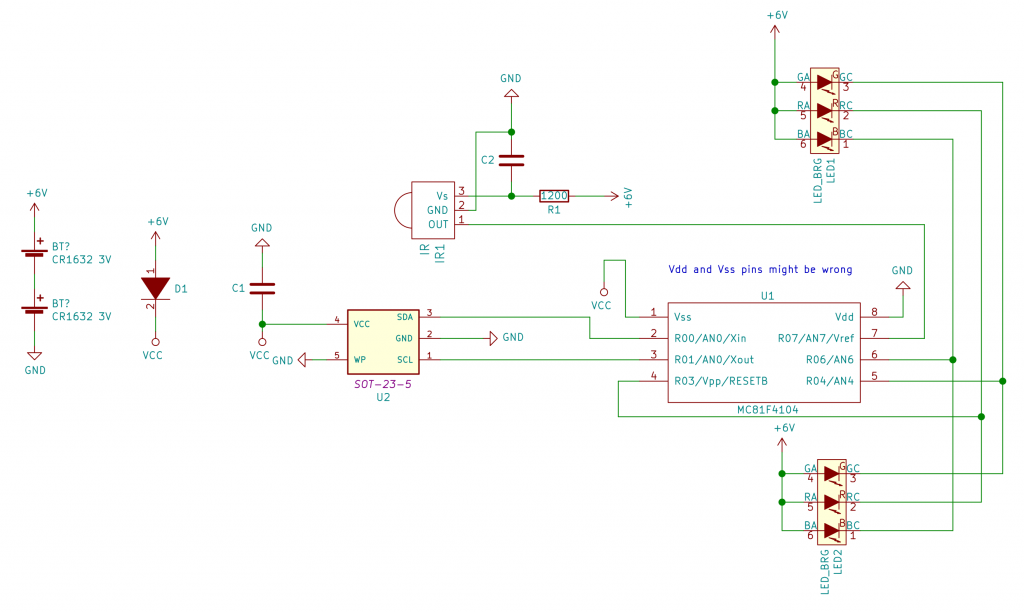 +6V
BT?
CR1632 3V
BT?
CR1632 3V
GND
+6V
1
D1
2
VCC
GND
C1
VCC
GND
4 VCC SDA 3
GND 2 GND
5 WP SCL 1
SOT-23-5
U2
GND
C2
Vs 3
GND 2
OUT 1
IR
IR1
1200
R1
+6V
VCC
Vdd and Vss pins might be wrong
U1
GND
1 Vss Vdd 8
2 R00/AN0/Xin R07/AN7/Vref 7
3 R01/AN0/Xout R06/AN6 6
4 R03/Vpp/RESETB R04/AN4 5
MC81F4104
+6V
GA 4 G GC 3
RA 5 R RC 2
BA 6 B BC 1
LED_BRG
LED1
+6V
GA 4 G GC 3
RA 5 R RC 2
BA 6 B BC 1
LED_BRG
LED2